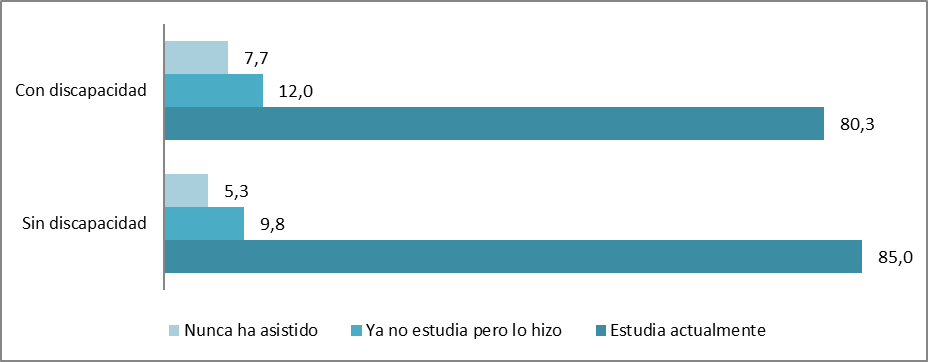 7,7
Con discapacidad
12,0
80,3
5,3
Sin discapacidad
9,8
85,0
Nunca ha asistido
Ya no estudia pero lo hizo
Estudia actualmente